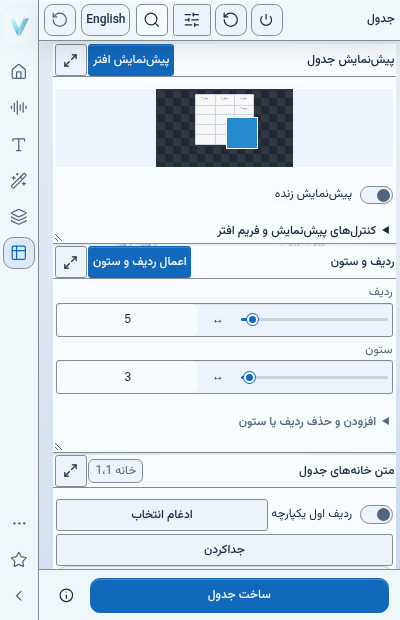 جدول
English
پیش‌نمایش جدول
پیش‌نمایش افتر
پیش‌نمایش زنده
کنترل‌های پیش‌نمایش و فریم افتر
ردیف و ستون
اعمال ردیف و ستون
ردیف
5
ستون
3
افزودن و حذف ردیف یا ستون
متن خانه‌های جدول
خانه 1،1
ردیف اول یکپارچه
ادغام انتخاب
جداکردن
ساخت جدول